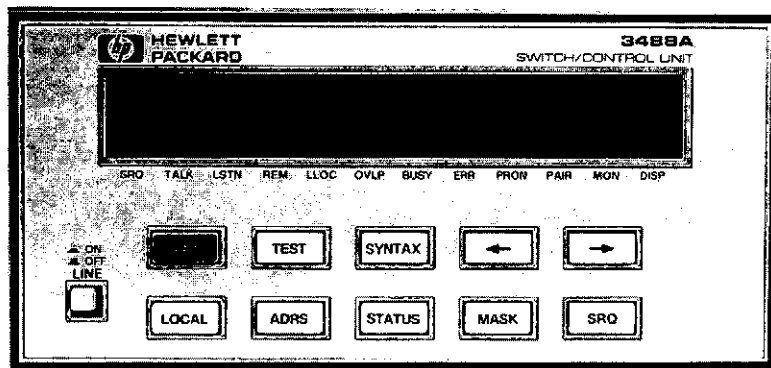 hp HEWLETT
PACKARD
3488A
SWITCH/CONTROL UNIT
SRQ TALK LSTN REM LLOC OVLP BUSY ERR PRON PAIR MON DISP
ON
OFF
LINE
TEST SYNTAX ← →
LOCAL ADRS STATUS MASK SRQ